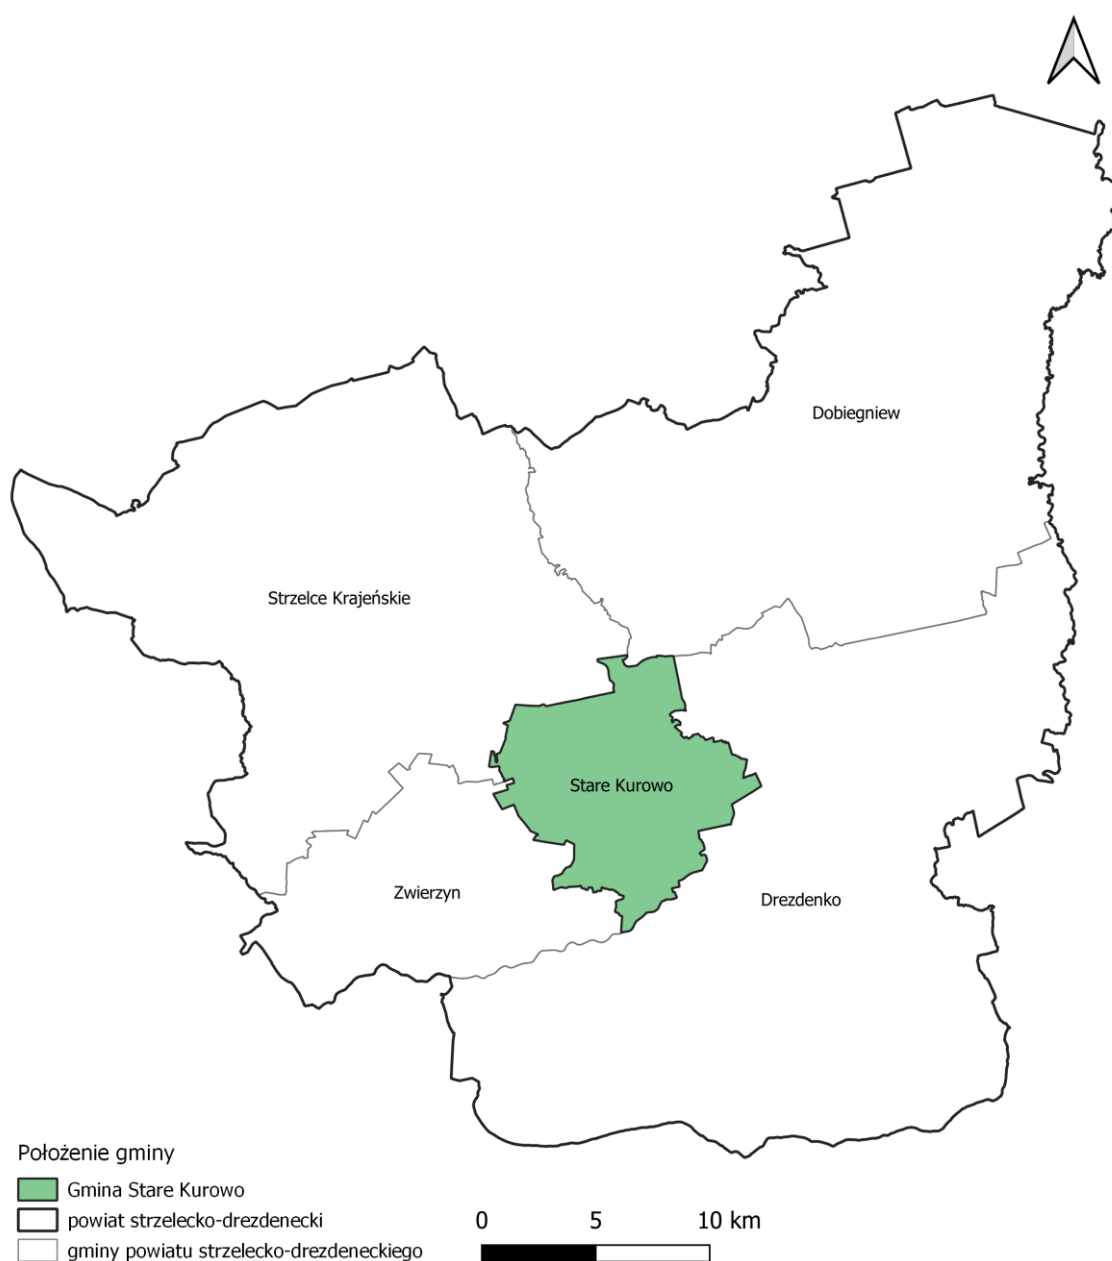 Dobiegniew
Strzelce Krajeńskie
Stare Kurowo
Zwierzyn
Drezdenko
Położenie gminy
Gmina Stare Kurowo
powiat strzelecko-drezdenecki
gminy powiatu strzelecko-drezdeneckiego
0 5 10 km